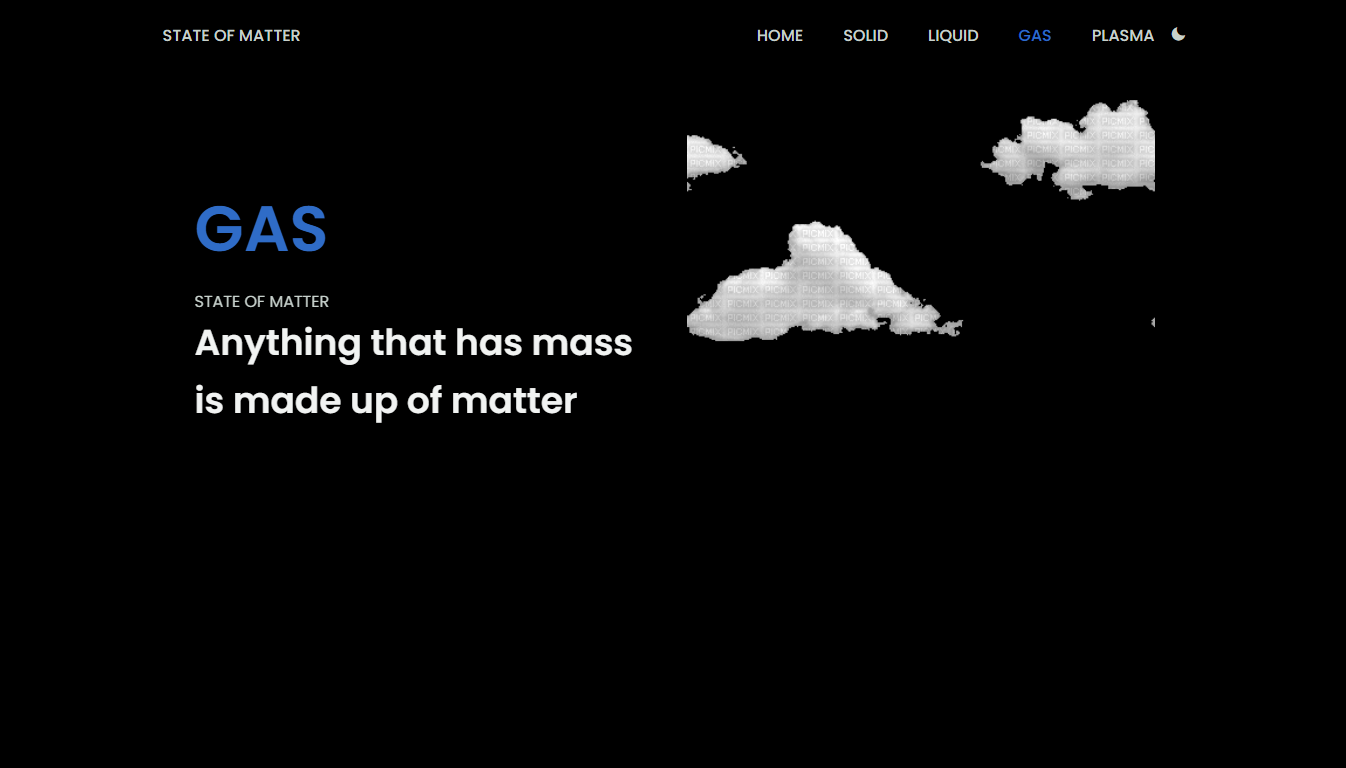 STATE OF MATTER
HOME SOLID LIQUID GAS PLASMA
GAS
STATE OF MATTER
Anything that has mass
is made up of matter
PICMIX